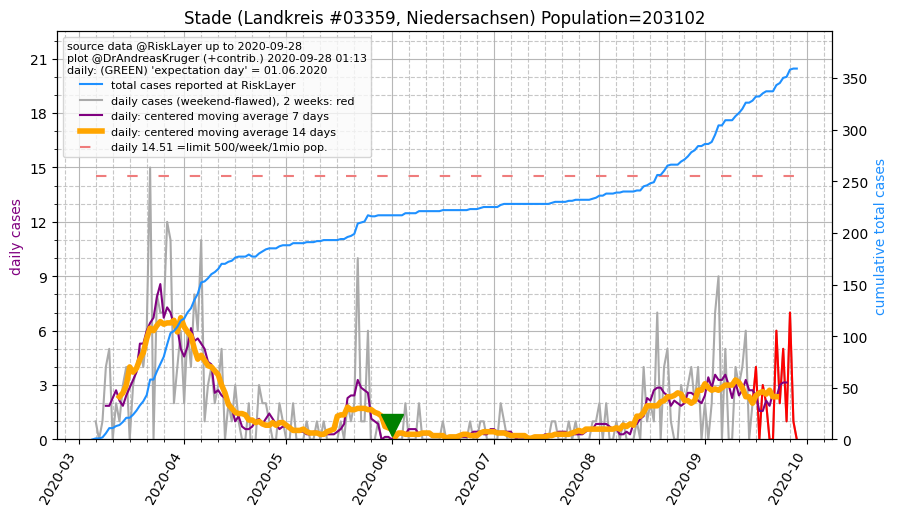 Stade (Landkreis #03359, Niedersachsen) Population=203102
source data @RiskLayer up to 2020-09-28
plot @DrAndreasKruger (+contrib.) 2020-09-28 01:13
daily: (GREEN) 'expectation day' = 01.06.2020
total cases reported at RiskLayer
daily cases (weekend-flawed), 2 weeks: red
daily: centered moving average 7 days
daily: centered moving average 14 days
daily 14.51 =limit 500/week/1mio pop.
daily cases
21
18
15
12
9
6
3
0
cumulative total cases
350
300
250
200
150
100
50
0
2020-03
2020-04
2020-05
2020-06
2020-07
2020-08
2020-09
2020-10